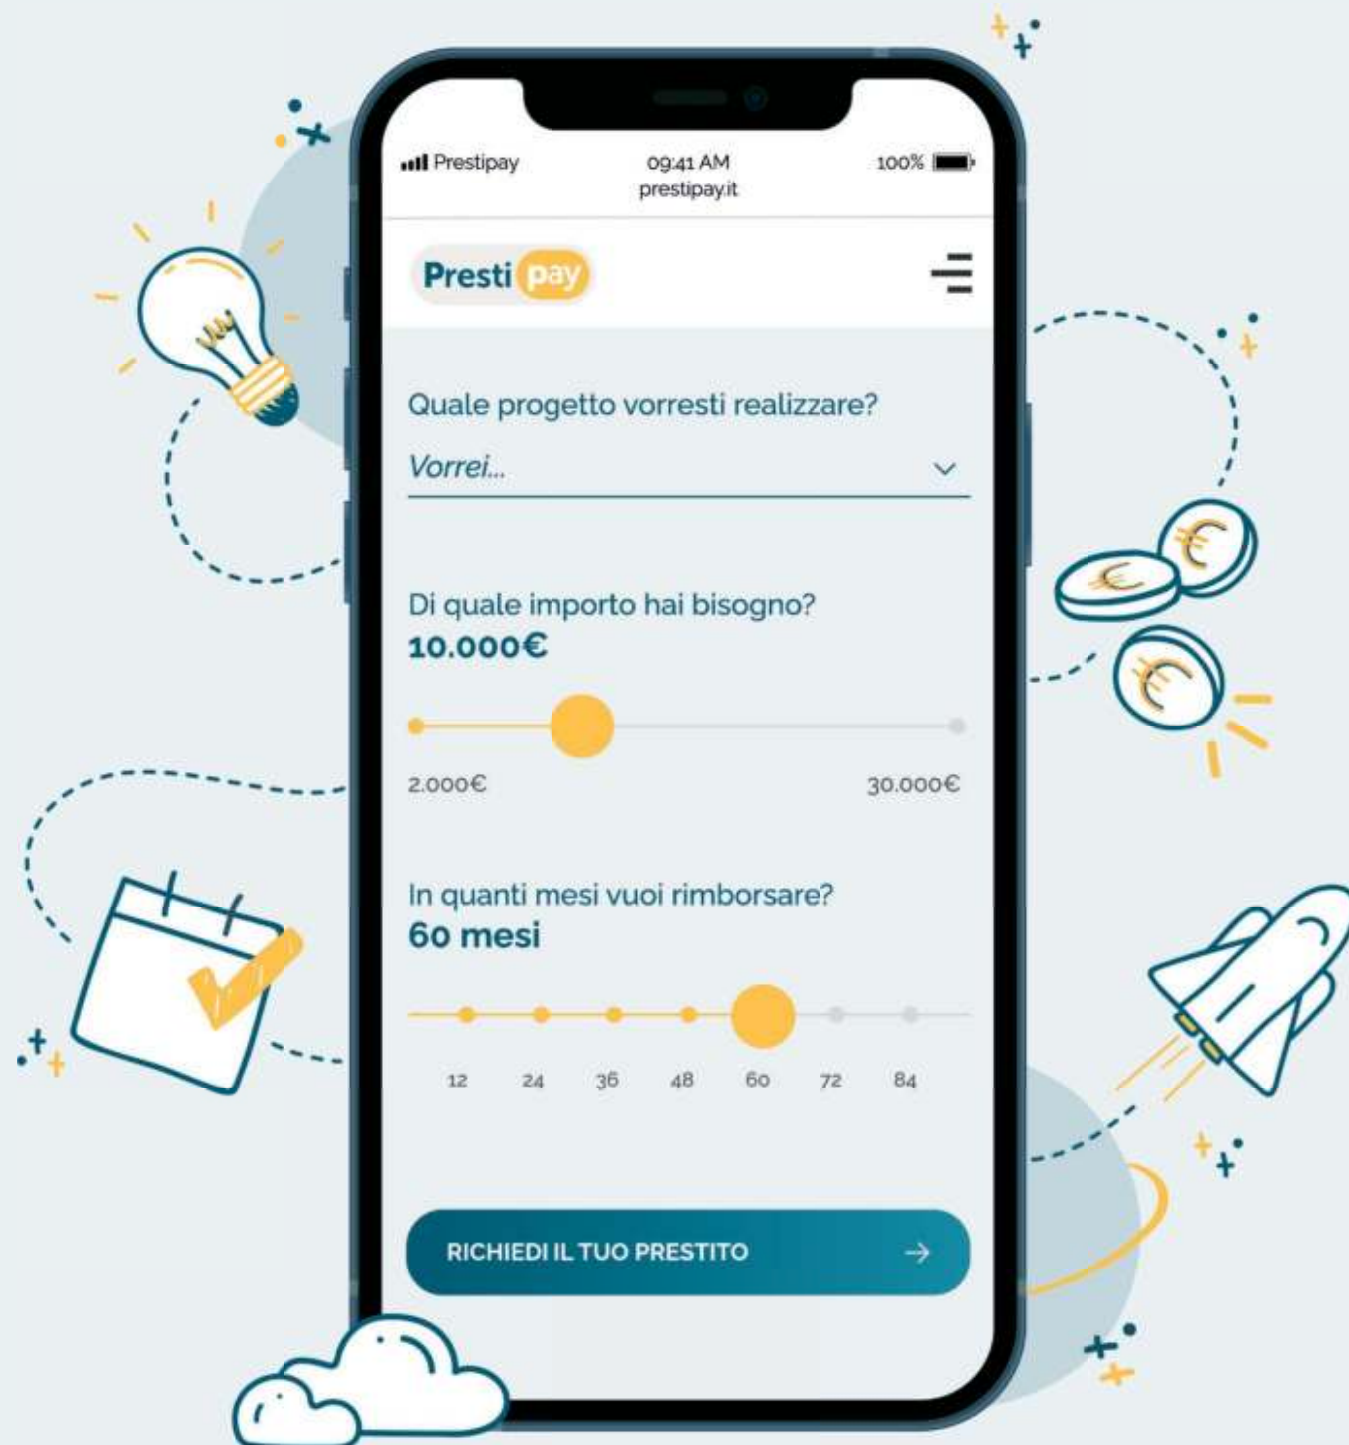 Prestipay 09:41 AM 100%
prestipay.it
Presti pay
Quale progetto vorresti realizzare?
Vorrei...
Di quale importo hai bisogno?
10.000€
2.000€ 30.000€
In quanti mesi vuoi rimborsare?
60 mesi
12 24 36 48 60 72 84
RICHIEDI IL TUO PRESTITO